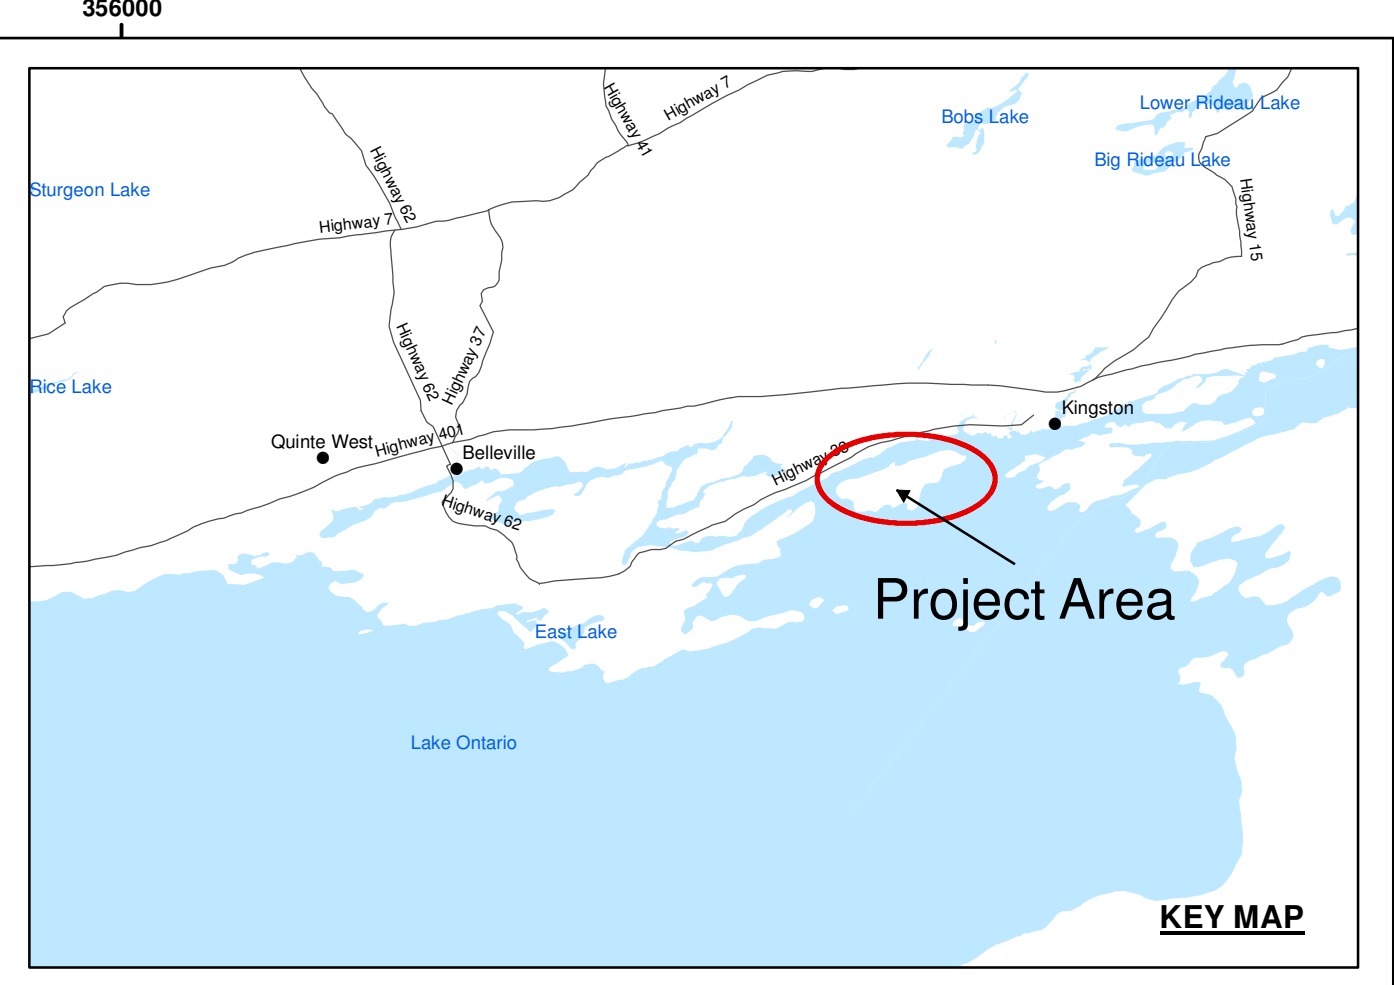 356000
Highway 7
Highway 41
Bobs Lake
Lower Rideau Lake
Big Rideau Lake
Highway 62
Sturgeon Lake
Highway 7
Highway 15
Highway 62
Highway 37
Rice Lake
Kingston
Quinte West
Highway 401
Belleville
Highway 33
Highway 62
Project Area
East Lake
Lake Ontario
KEY MAP